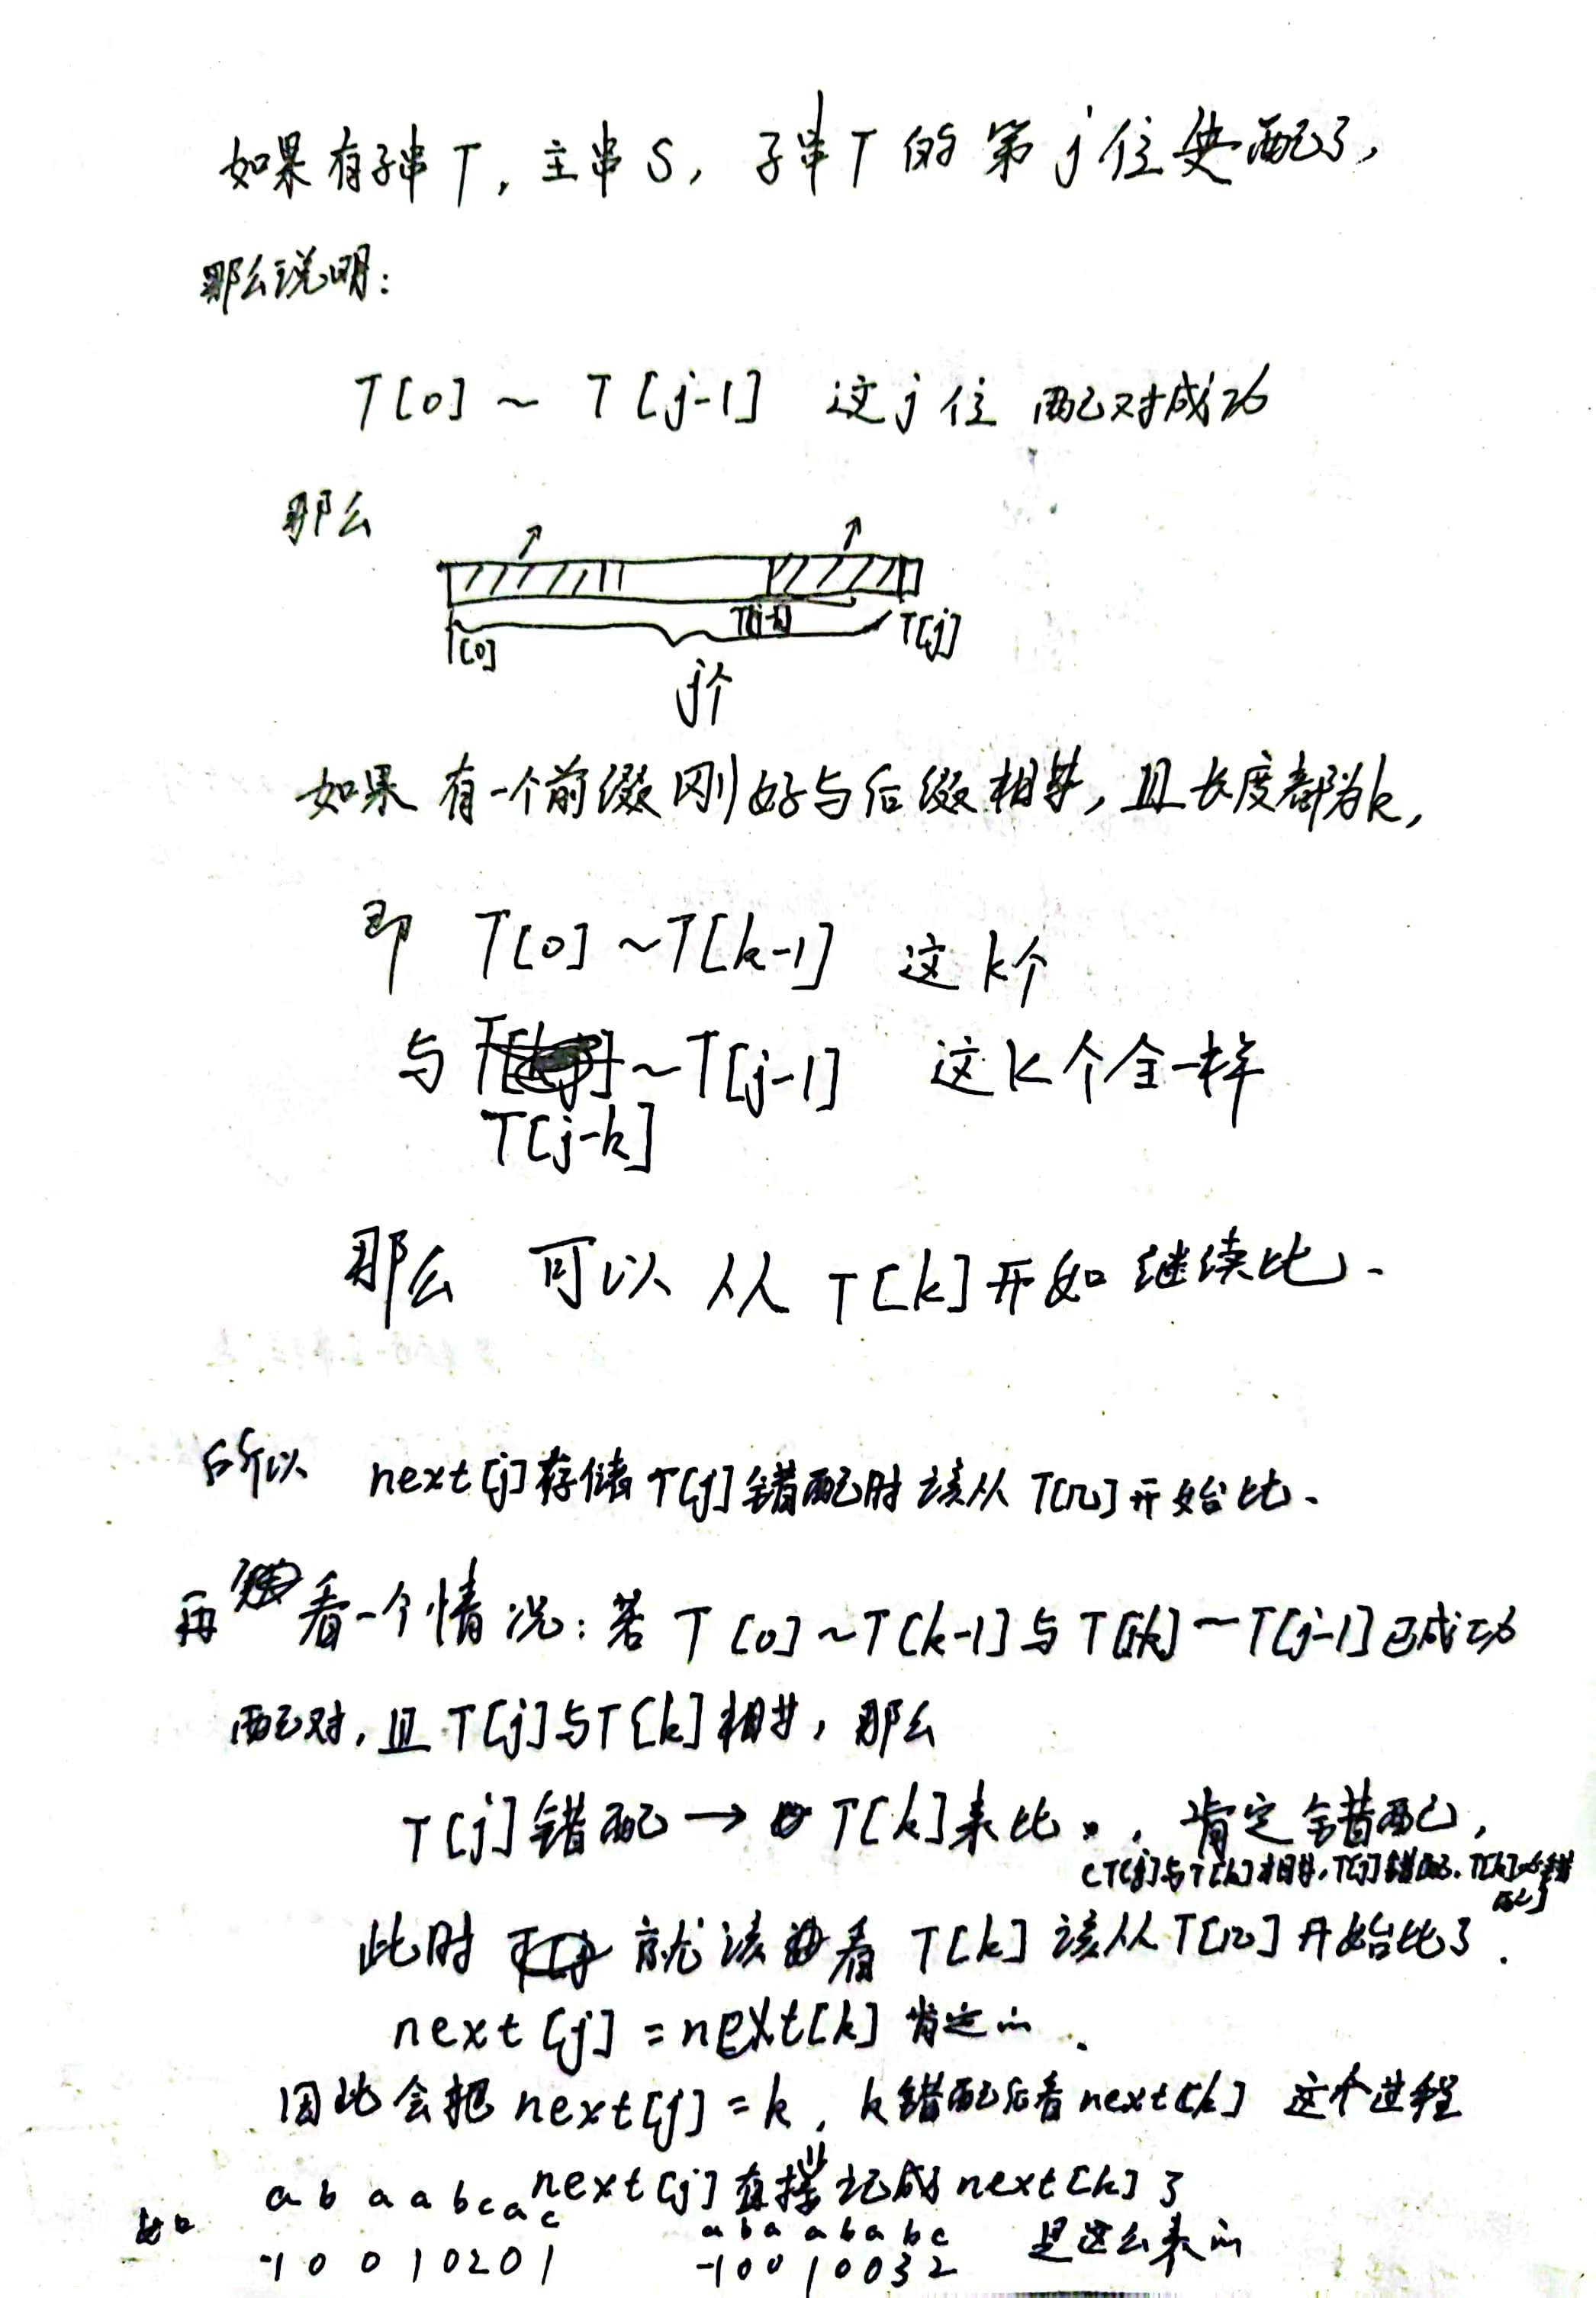 如果有子串T,主串S,子串T的第j位失配了,
那么说明:
T[0] ~ T[j-1] 这j位 配对成功
那么
T[0] T[j-k] T[j]
j个
如果有一个前缀刚好与后缀相等,且长度都为k,
即 T[0] ~T[k-1] 这k个
与 ~T[j-1] 这k个全一样
T[j-k]
那么 可以从 T[k]开如继续比.
所以 next[j]存储T[j]错配时该从T[几]开始比.
再看一个情况:若 T[0]~T[k-1]与T[j-k]~T[j-1]已成功
配对,且T[j]与T[k]相等,那么
T[j]错配→T[k]来比,肯定错配,
(T[j]与T[k]相等,T[j]错配,T[k]必错
配)
此时 就该看 T[k] 该从T[几]开始比了.
next[j] = next[k] 肯定的.
因此会把next[j] = k, k错配后看next[k] 这个过程
⇓
next[j]直接记成next[k]了
如 a b a a b c a c a b a a b a b c 是这么来的
-1 0 0 1 0 2 0 1 -1 0 0 1 0 0 3 2